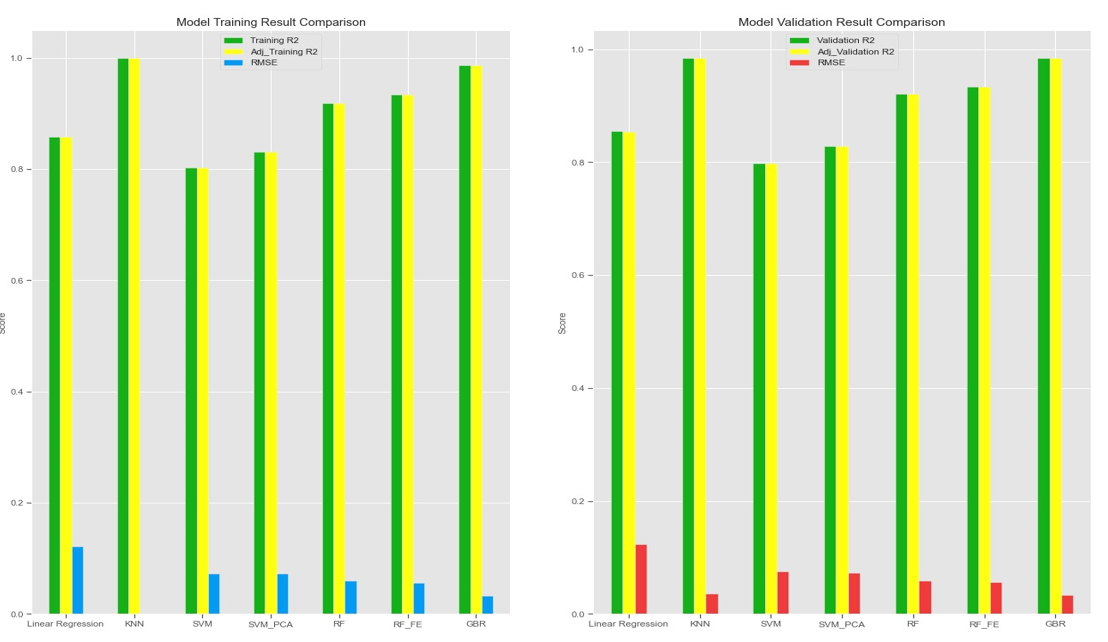 Model Training Result Comparison
Training R2
Adj_Training R2
RMSE
1.0
0.8
0.6
0.4
0.2
0.0
Score
Linear Regression KNN SVM SVM_PCA RF RF_FE GBR
Model Validation Result Comparison
Validation R2
Adj_Validation R2
RMSE
1.0
0.8
0.6
0.4
0.2
0.0
Score
Linear Regression KNN SVM SVM_PCA RF RF_FE GBR